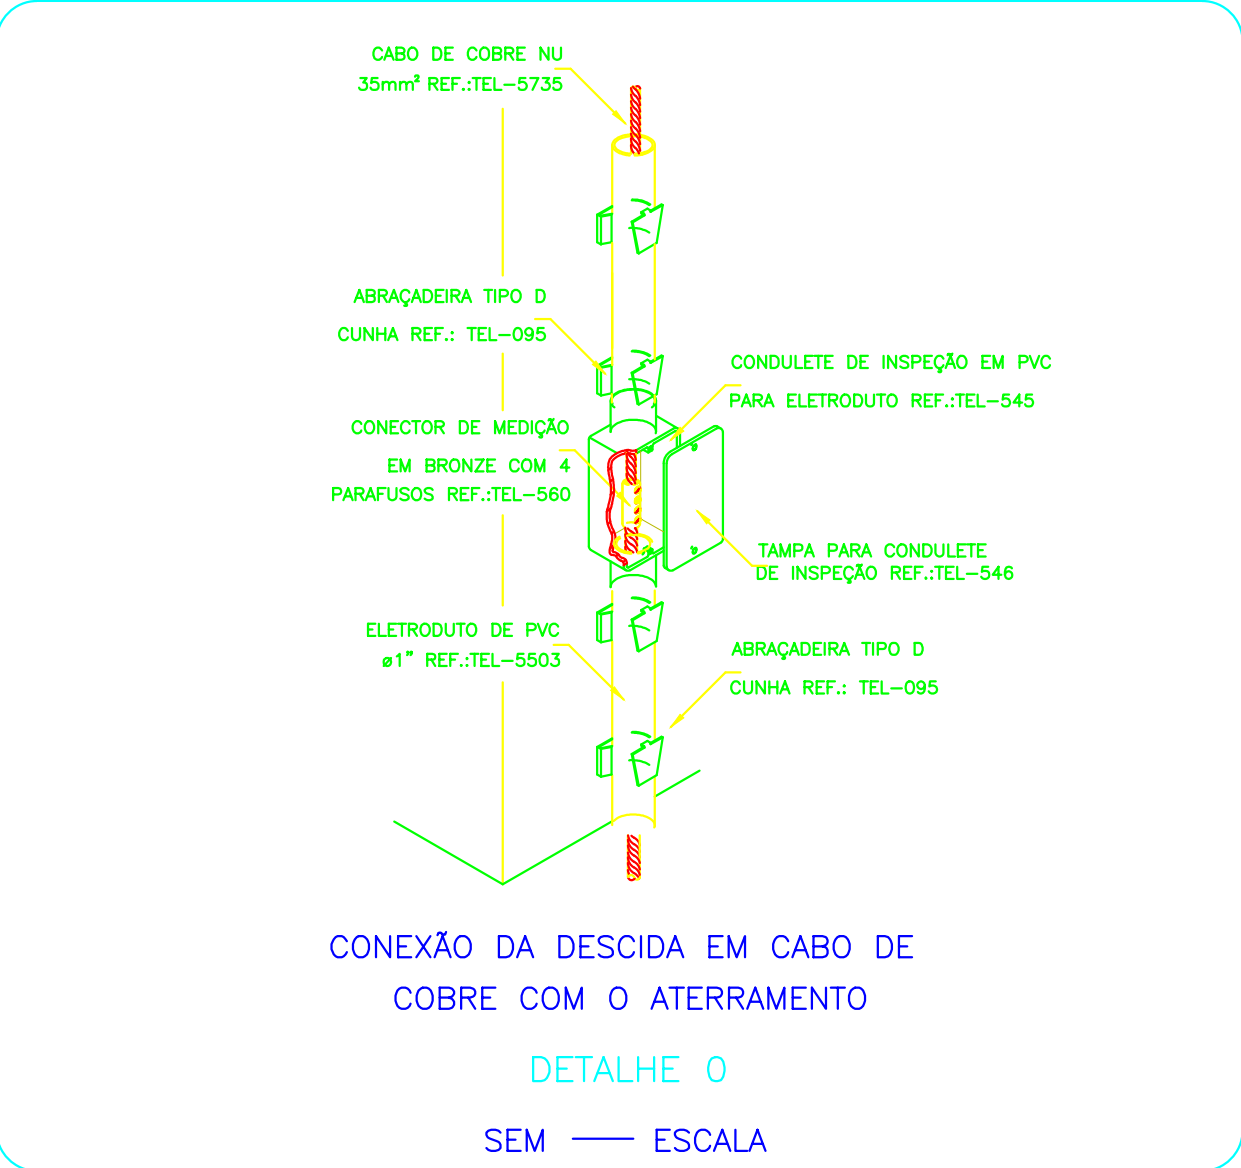 CABO DE COBRE NU
35mm² REF.:TEL-5735
ABRAÇADEIRA TIPO D
CUNHA REF.: TEL-095
CONDULETE DE INSPEÇÃO EM PVC
PARA ELETRODUTO REF.:TEL-545
CONECTOR DE MEDIÇÃO
EM BRONZE COM 4
PARAFUSOS REF.:TEL-560
TAMPA PARA CONDULETE
DE INSPEÇÃO REF.:TEL-546
ELETRODUTO DE PVC
ø1" REF.:TEL-5503
ABRAÇADEIRA TIPO D
CUNHA REF.: TEL-095
CONEXÃO DA DESCIDA EM CABO DE
COBRE COM O ATERRAMENTO
DETALHE 0
SEM — ESCALA